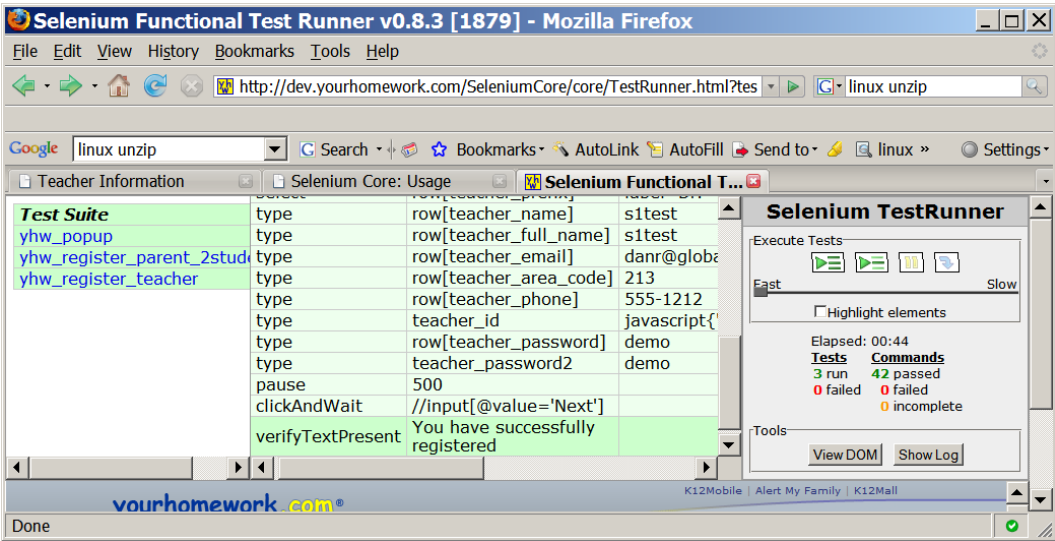 Selenium Functional Test Runner v0.8.3 [1879] - Mozilla Firefox
File Edit View History Bookmarks Tools Help
http://dev.yourhomework.com/SeleniumCore/core/TestRunner.html?tes G linux unzip
Google linux unzip G Search Bookmarks AutoLink AutoFill Send to linux » Settings
Teacher Information Selenium Core: Usage Selenium Functional T...
Test Suite
yhw_popup
yhw_register_parent_2stude
yhw_register_teacher
type row[teacher_name] s1test
type row[teacher_full_name] s1test
type row[teacher_email] danr@globa
type row[teacher_area_code] 213
type row[teacher_phone] 555-1212
type teacher_id javascript{'
type row[teacher_password] demo
type teacher_password2 demo
pause 500
clickAndWait //input[@value='Next']
verifyTextPresent You have successfully
registered
Selenium TestRunner
Execute Tests
Fast Slow
Highlight elements
Elapsed: 00:44
Tests Commands
3 run 42 passed
0 failed 0 failed
0 incomplete
Tools
View DOM Show Log
K12Mobile | Alert My Family | K12Mall
yourhomework.com®
Done